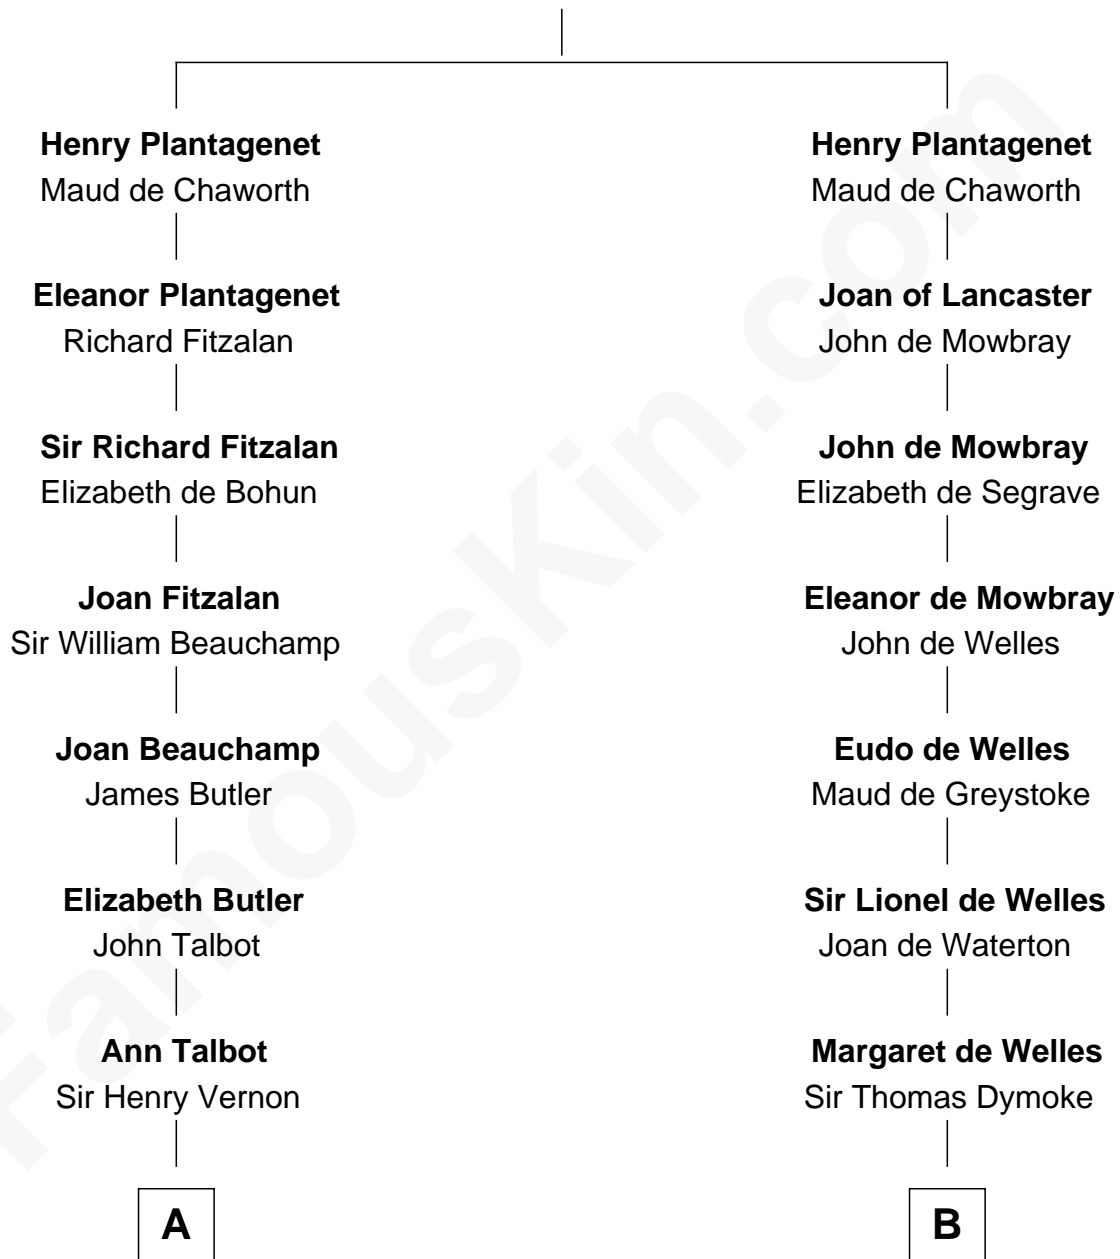 Henry Plantagenet
Maud de Chaworth
Eleanor Plantagenet
Richard Fitzalan
Sir Richard Fitzalan
Elizabeth de Bohun
Joan Fitzalan
Sir William Beauchamp
Joan Beauchamp
James Butler
Elizabeth Butler
John Talbot
Ann Talbot
Sir Henry Vernon
A
Henry Plantagenet
Maud de Chaworth
Joan of Lancaster
John de Mowbray
John de Mowbray
Elizabeth de Segrave
Eleanor de Mowbray
John de Welles
Eudo de Welles
Maud de Greystoke
Sir Lionel de Welles
Joan de Waterton
Margaret de Welles
Sir Thomas Dymoke
B
FamousKin.com